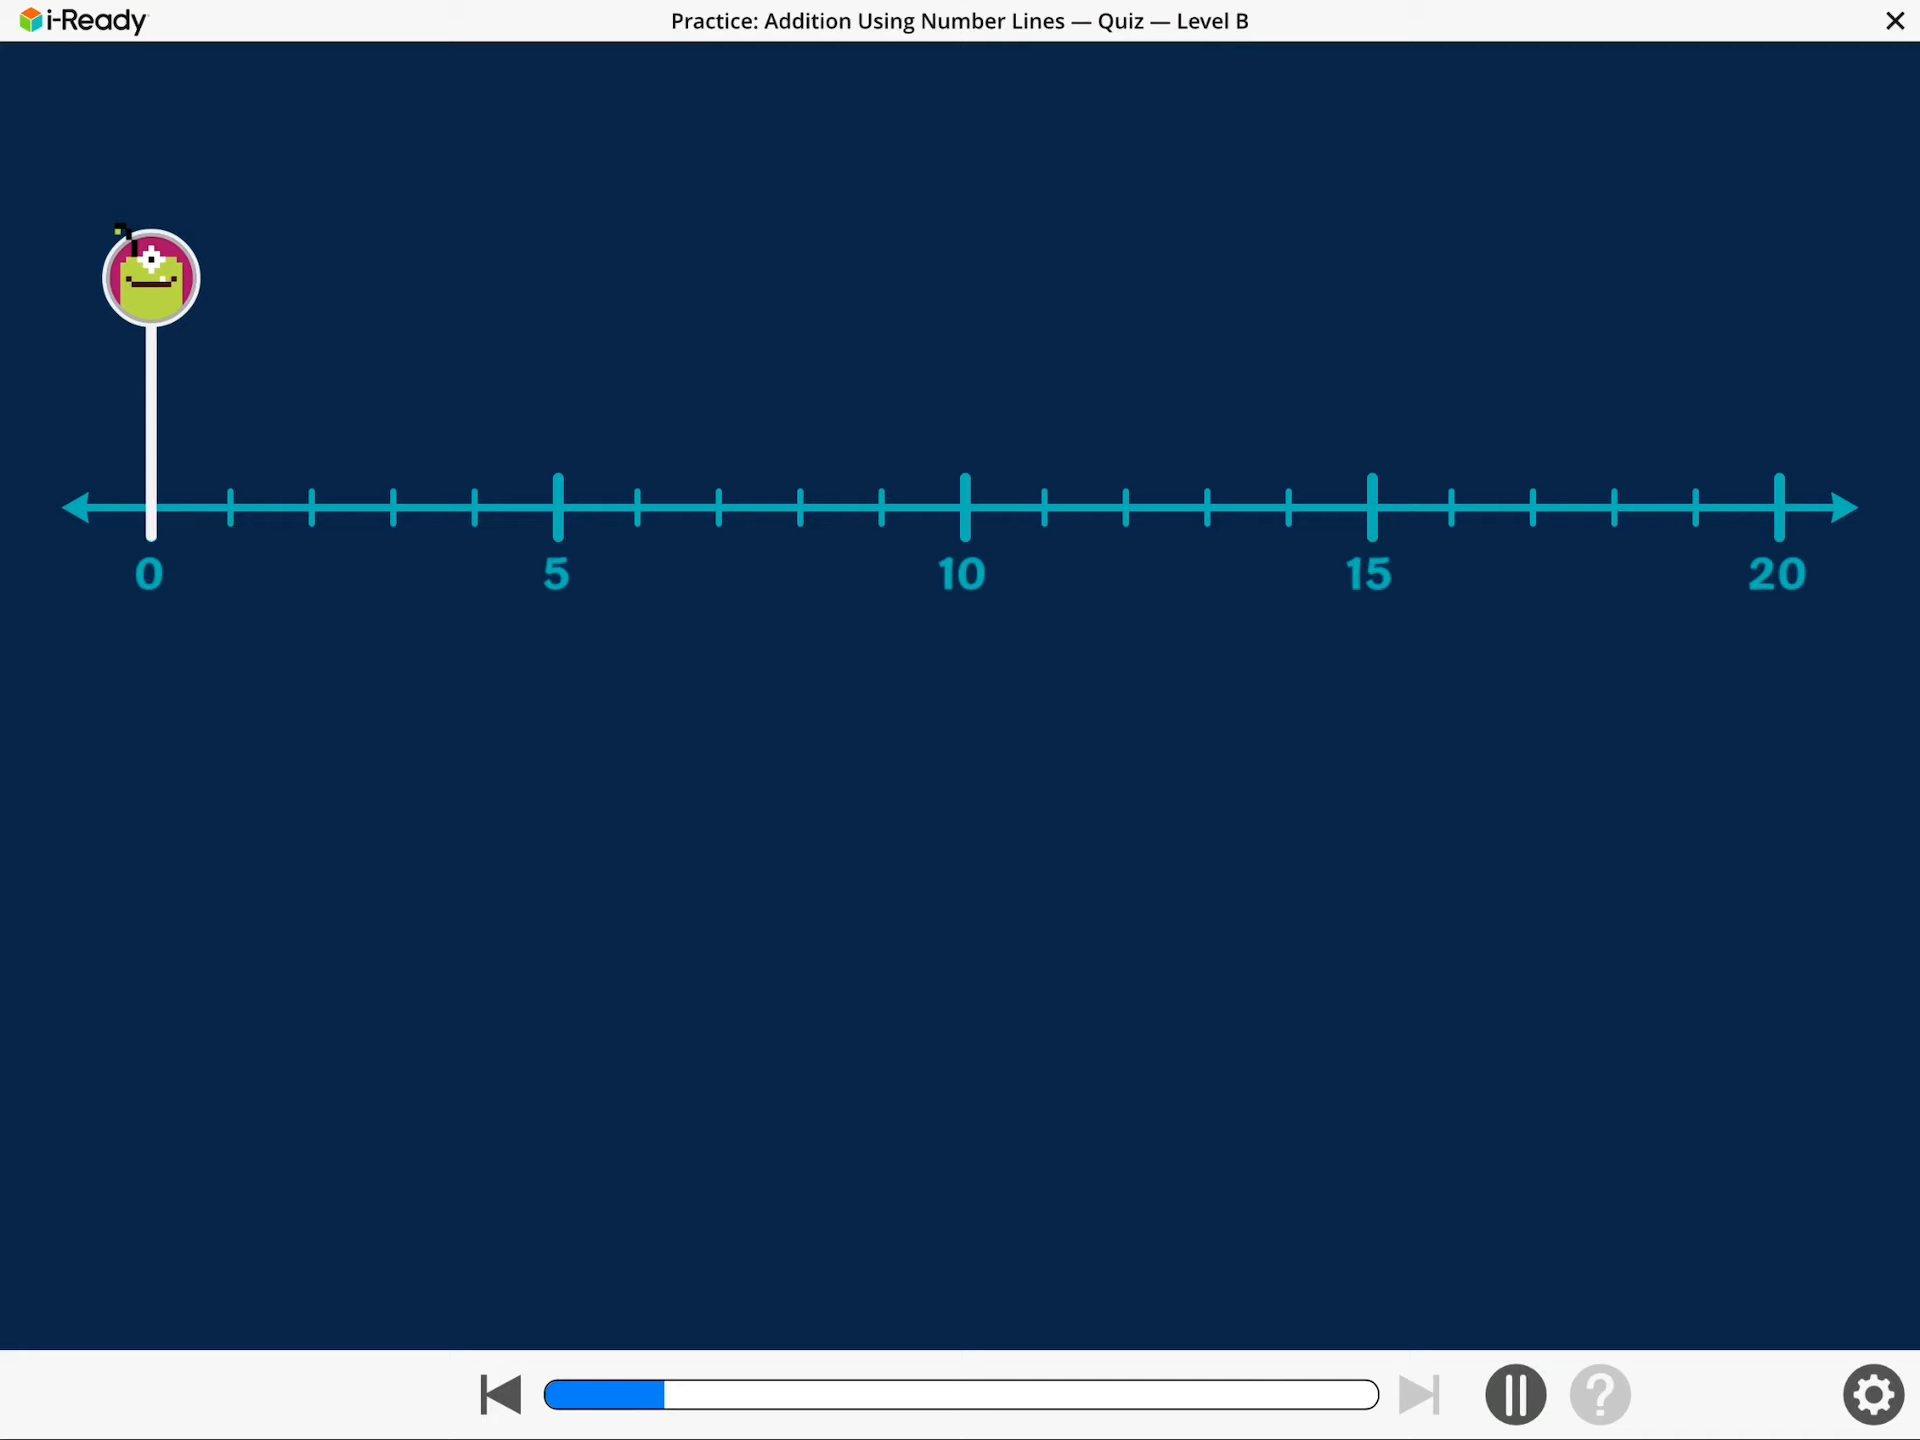 i-Ready
Practice: Addition Using Number Lines — Quiz — Level B
0 5 10 15 20
?